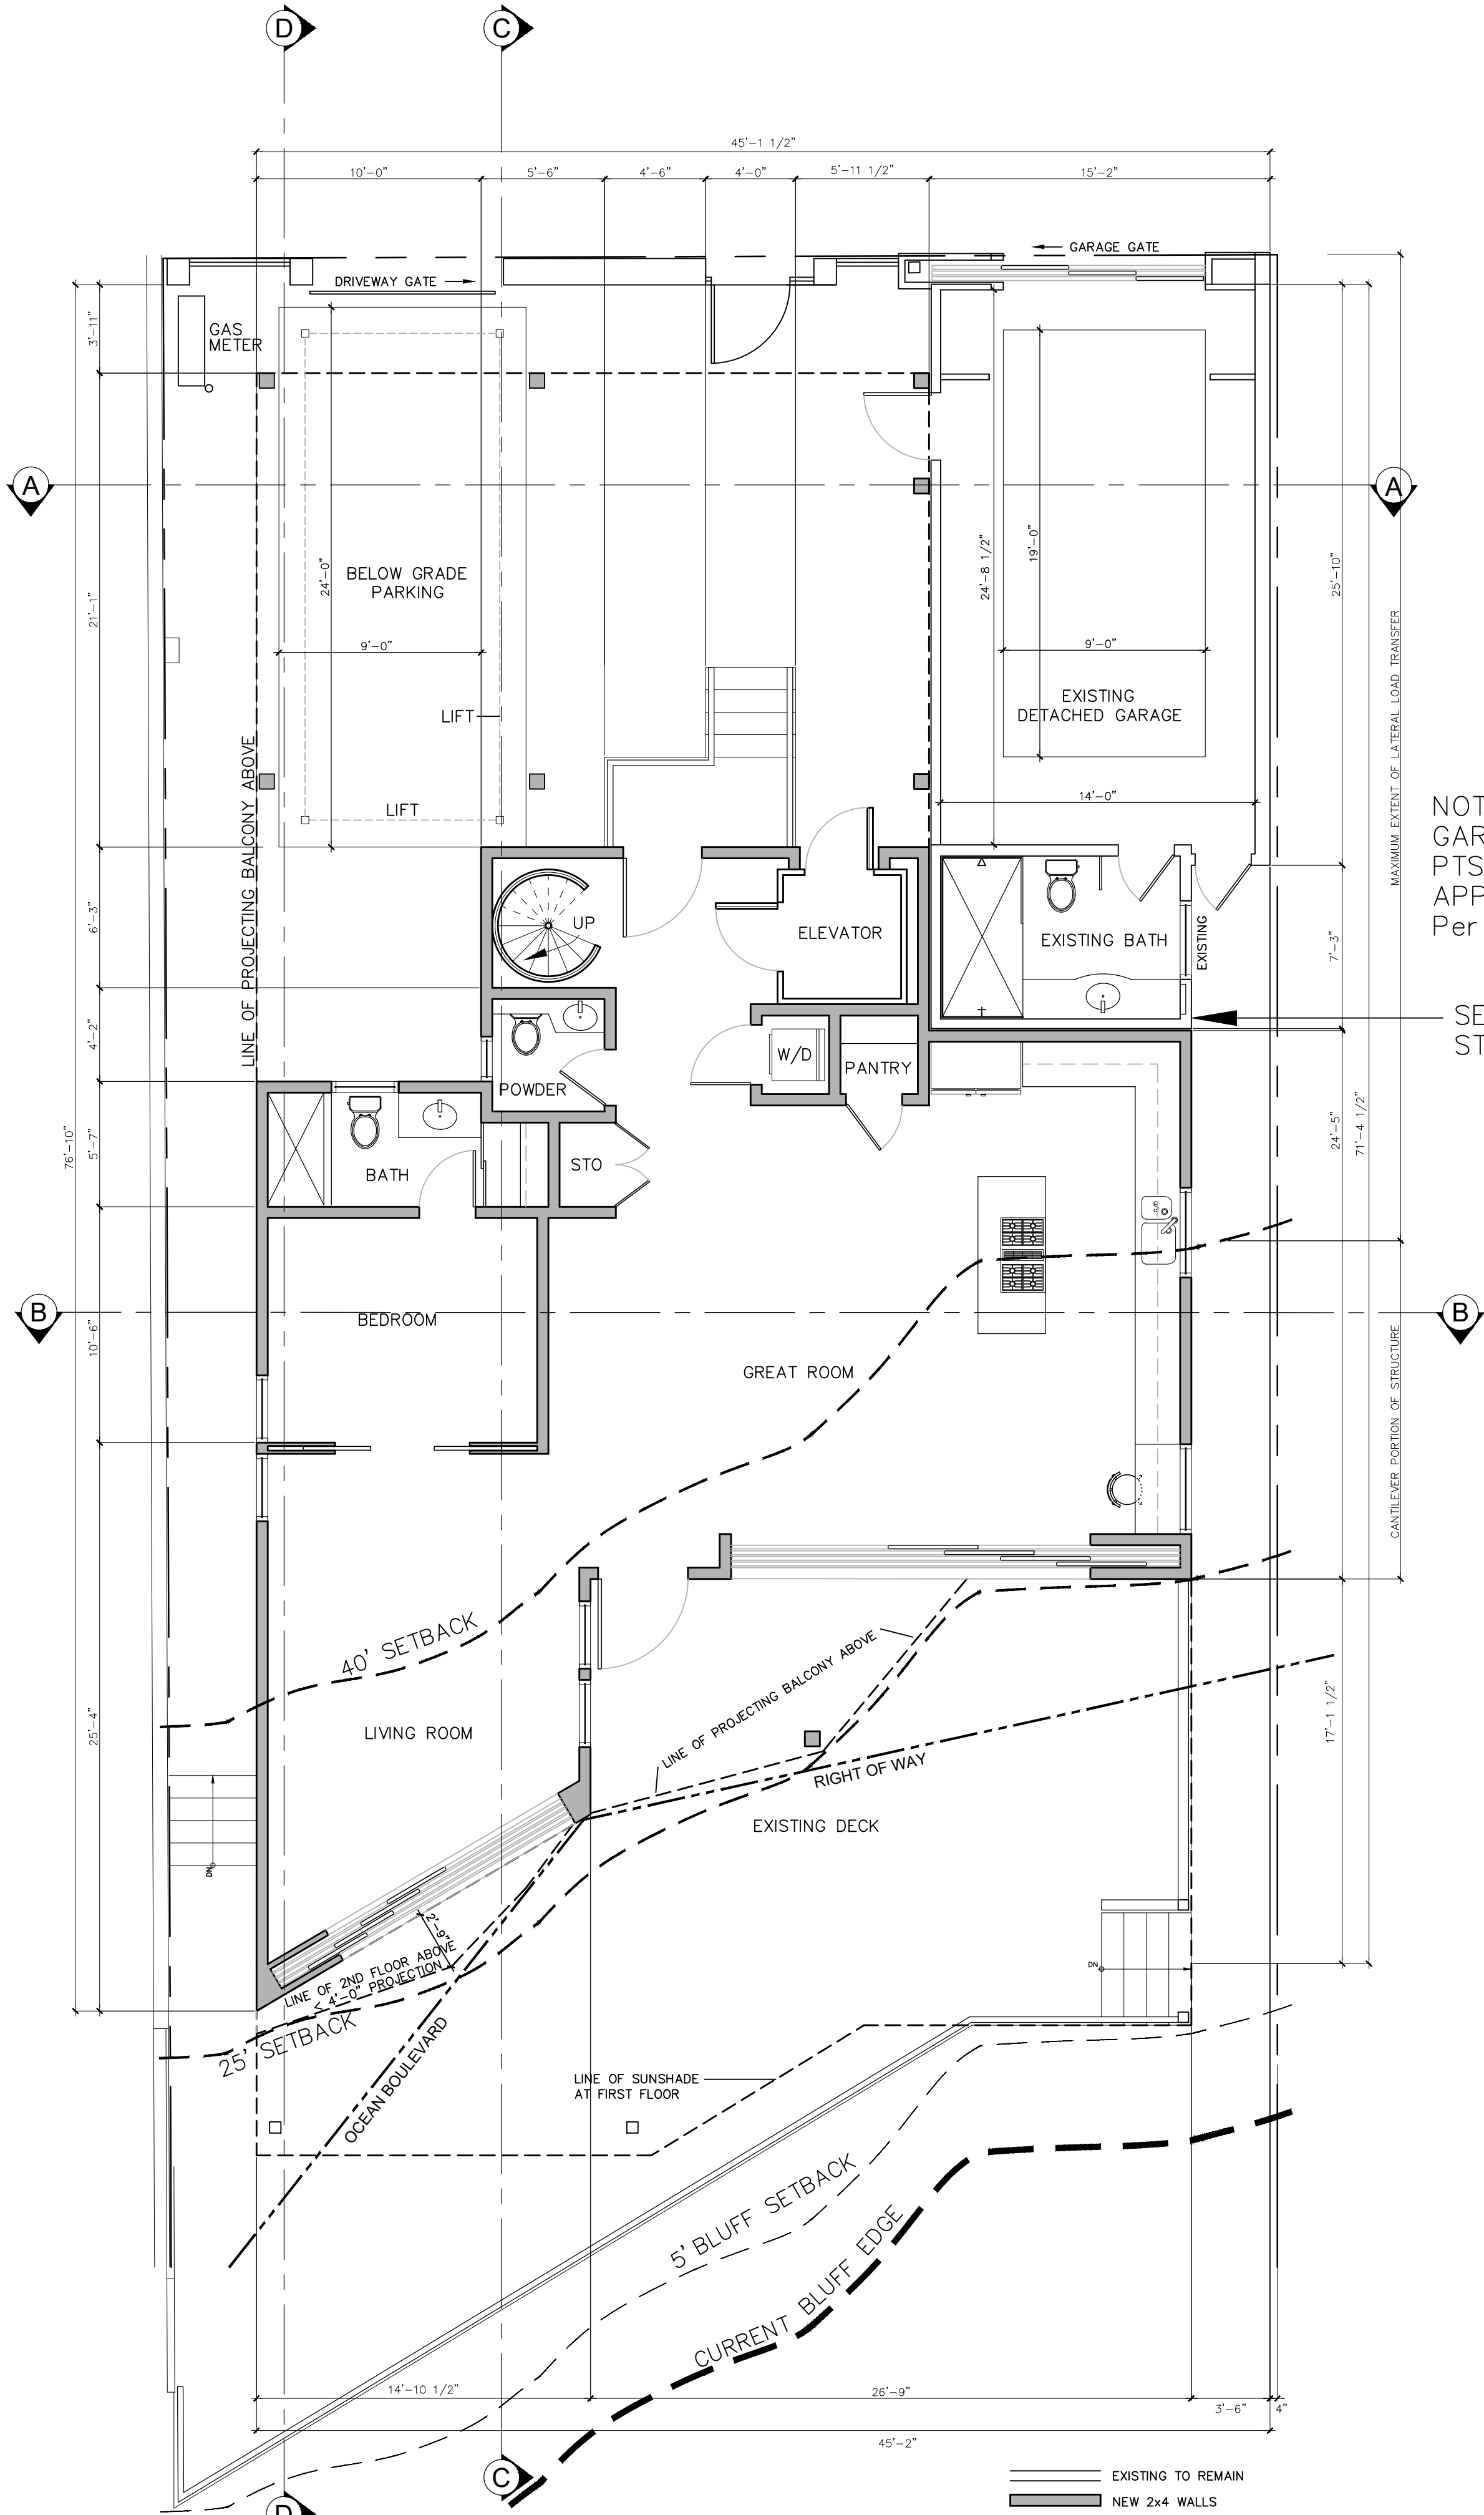 D
C
45'-1 1/2"
10'-0"
5'-6"
4'-6"
4'-0"
5'-11 1/2"
15'-2"
GARAGE GATE
DRIVEWAY GATE
GAS
METER
3'-11"
A
A
24'-0"
BELOW GRADE
PARKING
24'-8 1/2"
19'-0"
25'-10"
21'-1"
9'-0"
9'-0"
MAXIMUM EXTENT OF LATERAL LOAD TRANSFER
EXISTING
DETACHED GARAGE
LIFT
LINE OF PROJECTING BALCONY ABOVE
LIFT
14'-0"
NOT
GAR
PTS
APP
Per
6'-3"
UP
ELEVATOR
EXISTING BATH
EXISTING
7'-3"
SE
ST
4'-2"
W/D
PANTRY
POWDER
76'-10"
5'-7"
BATH
STO
24'-5"
71'-4 1/2"
B
B
BEDROOM
10'-6"
GREAT ROOM
CANTILEVER PORTION OF STRUCTURE
40' SETBACK
LINE OF PROJECTING BALCONY ABOVE
25'-4"
LIVING ROOM
17'-1 1/2"
RIGHT OF WAY
EXISTING DECK
DN
2'-9"
LINE OF 2ND FLOOR ABOVE
< 4'-0" PROJECTION
DN
25' SETBACK
OCEAN BOULEVARD
LINE OF SUNSHADE
AT FIRST FLOOR
5' BLUFF SETBACK
CURRENT BLUFF EDGE
14'-10 1/2"
26'-9"
3'-6"
4"
45'-2"
C
EXISTING TO REMAIN
D
NEW 2x4 WALLS